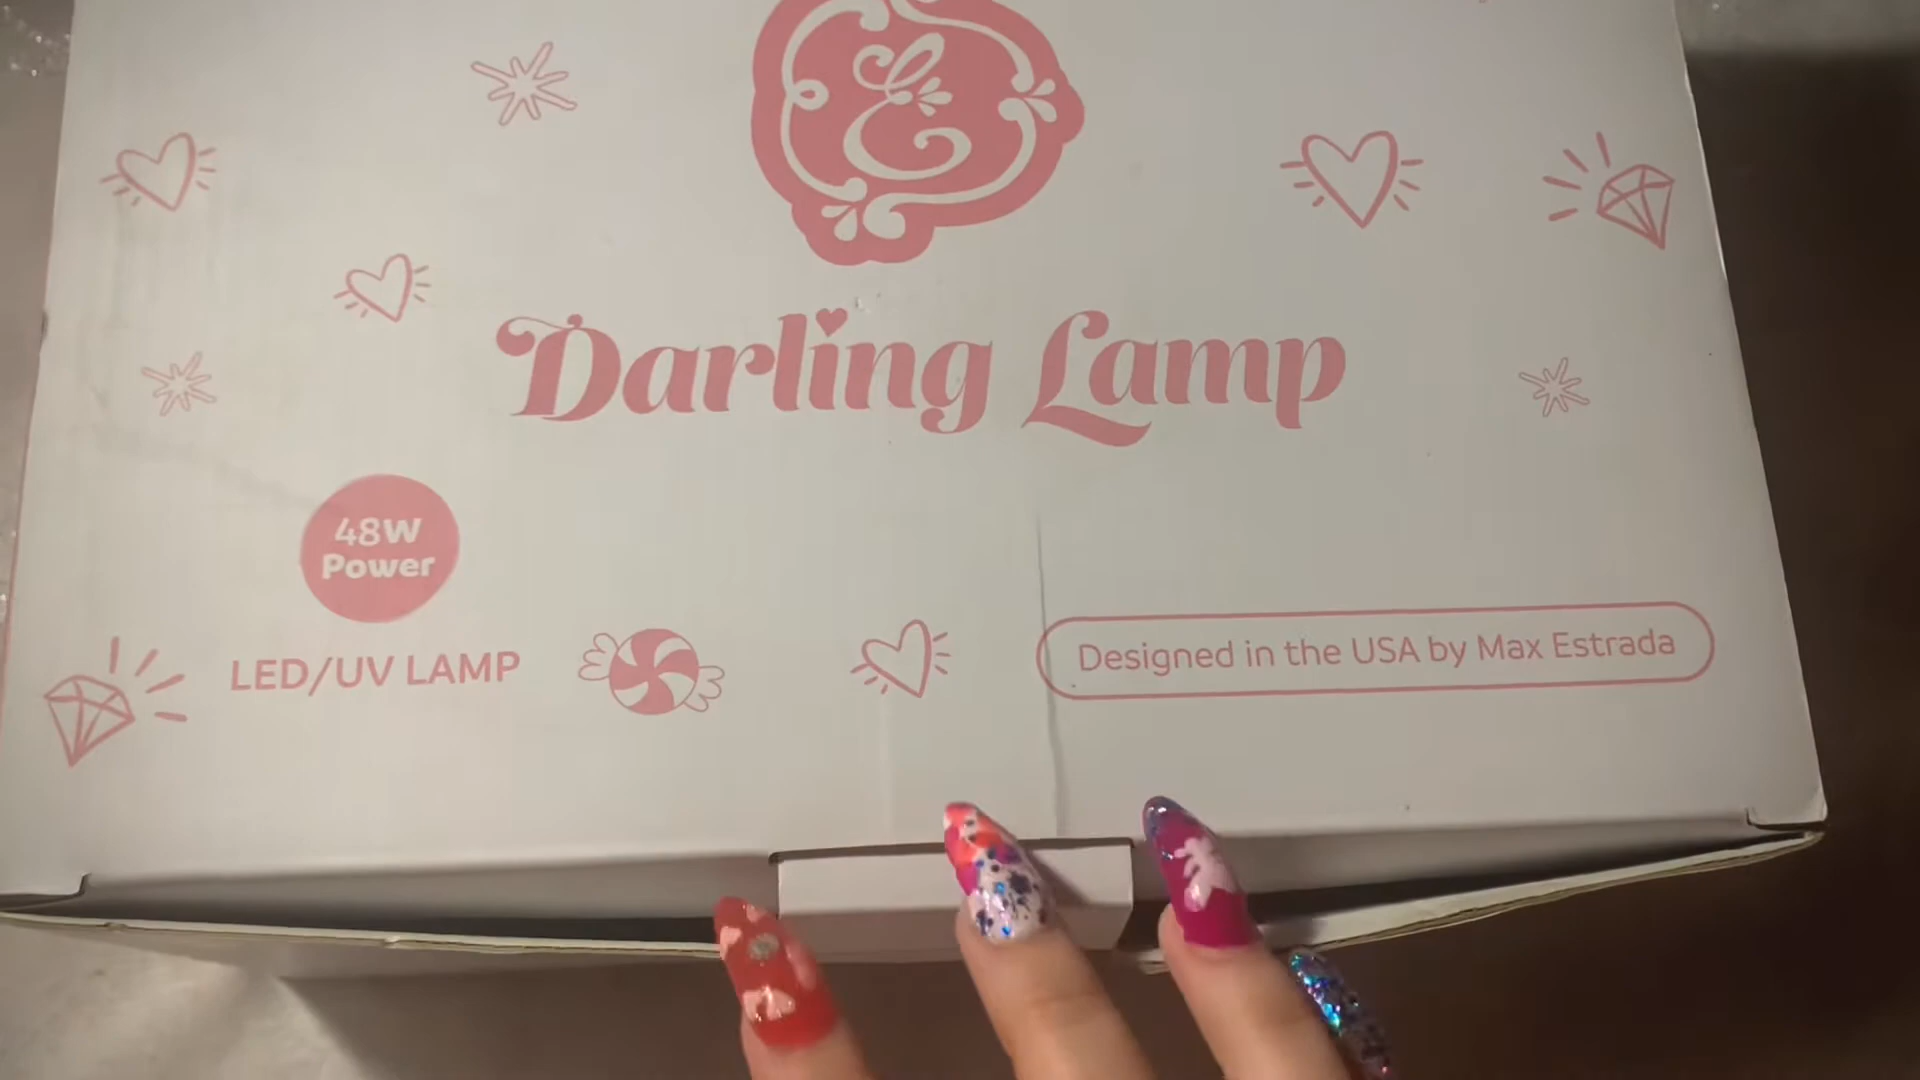 E
Darling Lamp
48W
Power
LED/UV LAMP
Designed in the USA by Max Estrada